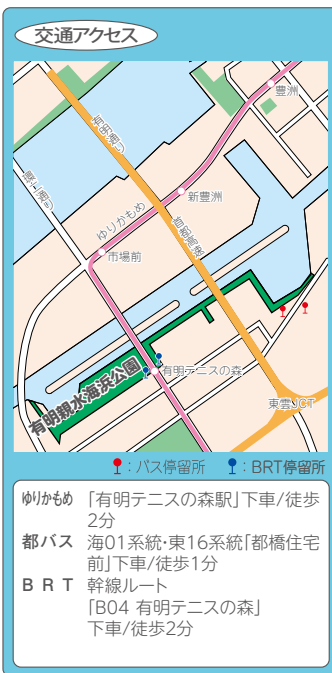 交通アクセス
豊洲
有明通り
晴海通り
新豊洲
ゆりかもめ
首都高速
市場前
有明テニスの森
有明親水海浜公園
東雲JCT
：バス停留所 ：BRT停留所
ゆりかもめ 「有明テニスの森駅」下車/徒歩
2分
都バス 海01系統・東16系統「都橋住宅
前」下車/徒歩1分
BRT 幹線ルート
「B04 有明テニスの森」
下車/徒歩2分